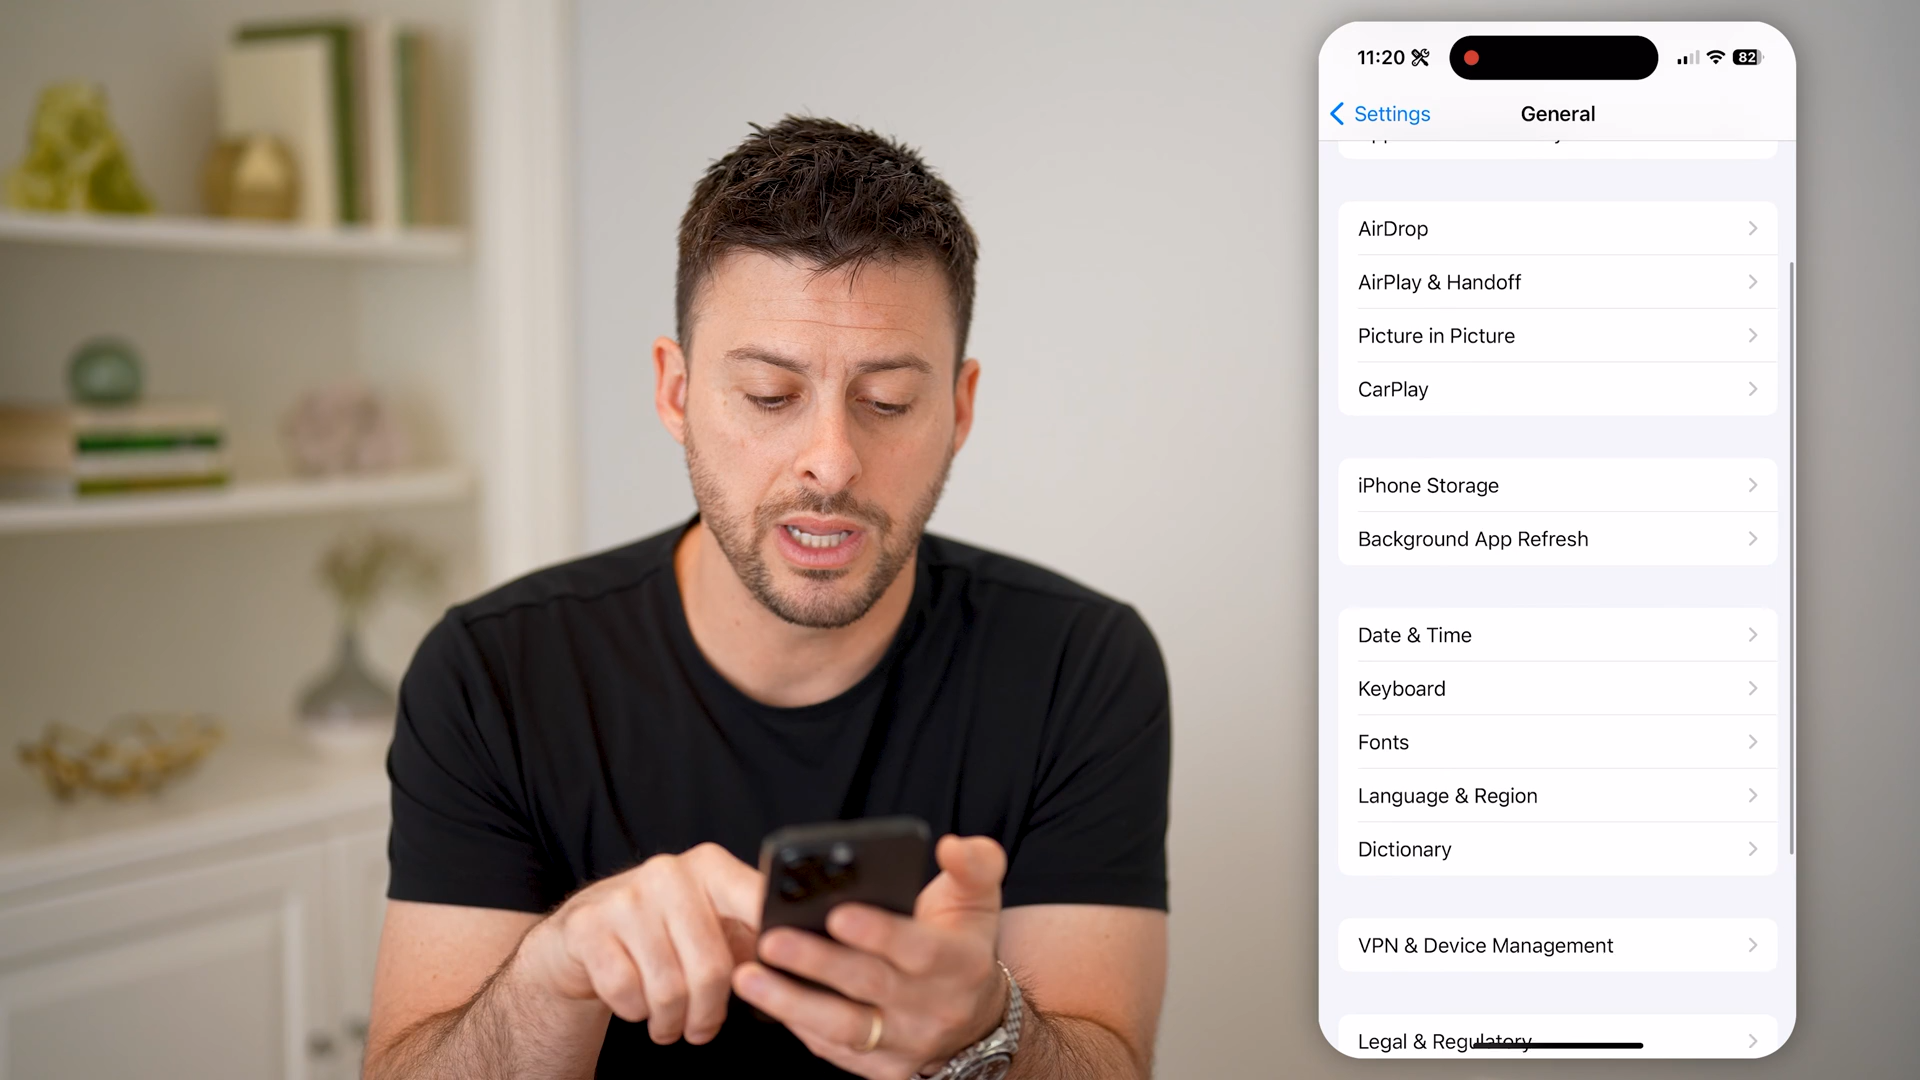 11:20
82
Settings
General
AirDrop
AirPlay & Handoff
Picture in Picture
CarPlay
iPhone Storage
Background App Refresh
Date & Time
Keyboard
Fonts
Language & Region
Dictionary
VPN & Device Management
Legal & Regulatory